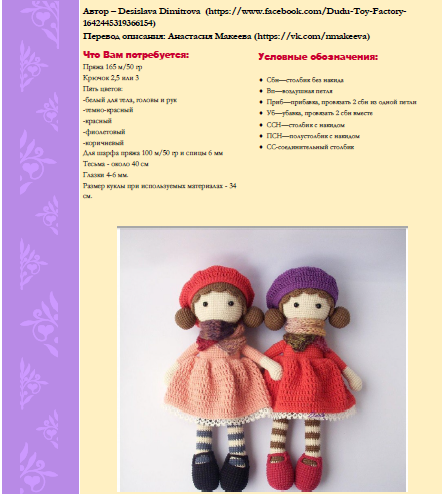 Автор – Desislava Dimitrova (https://www.facebook.com/Dudu-Toy-Factory-
1642445319366154)
Перевод описания: Анастасия Макеева (https://vk.com/nmakeeva)
Что Вам потребуется:
Пряжа 165 м/50 гр
Крючок 2,5 или 3
Пять цветов:
-белый для тела, головы и рук
-темно-красный
-красный
-фиолетовый
-коричневый
Для шарфа пряжа 100 м/50 гр и спицы 6 мм
Тесьма - около 40 см
Глазки 4-6 мм.
Размер куклы при используемых материалах - 34
см.
Условные обозначения:
♦ Сбн—столбик без накида
♦ Вп—воздушная петля
♦ Приб—прибавка, провязать 2 сбн из одной петли
♦ Уб—убавка, провязать 2 сбн вместе
♦ ССН—столбик с накидом
♦ ПСН—полустолбик с накидом
♦ СС-соединительный столбик